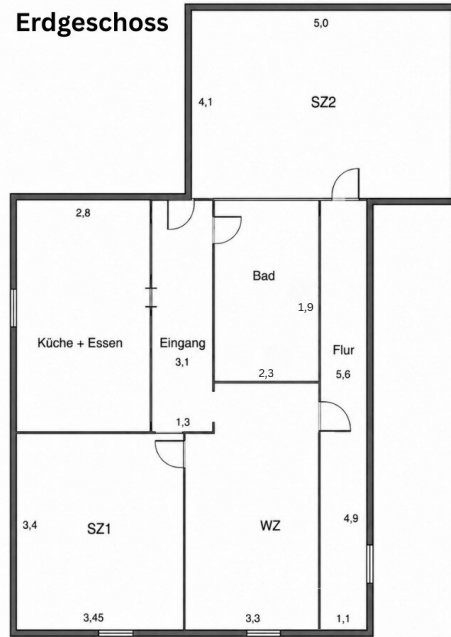 Erdgeschoss
5,0
4,1
SZ2
2,8
Bad
1,9
Küche + Essen
Eingang
3,1
Flur
5,6
2,3
1,3
3,4
SZ1
WZ
4,9
3,45
3,3
1,1